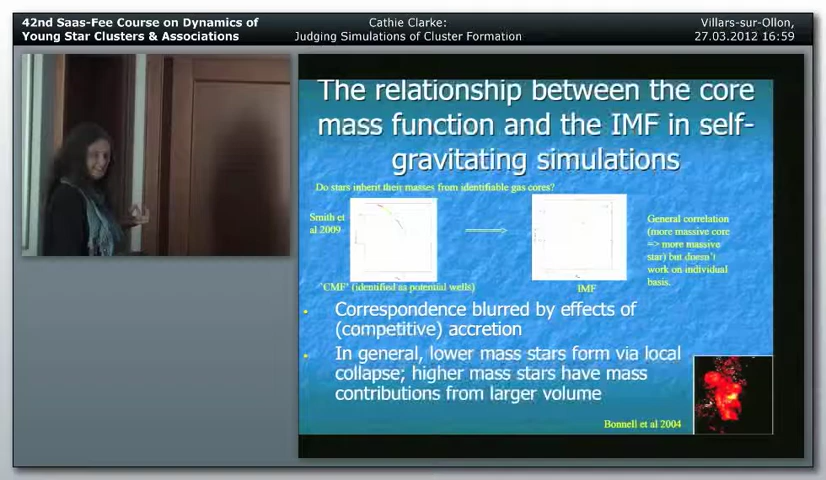 42nd Saas-Fee Course on Dynamics of
Young Star Clusters & Associations
Cathie Clarke:
Judging Simulations of Cluster Formation
Villars-sur-Ollon,
27.03.2012 16:59
The relationship between the core
mass function and the IMF in self-
gravitating simulations
Do stars inherit their masses from identifiable gas cores?
Smith et
al 2009
General correlation
(more massive core
=> more massive
star) but doesn't
work on individual
basis.
'CMF' (identified as potential wells)
IMF
Correspondence blurred by effects of
(competitive) accretion
In general, lower mass stars form via local
collapse; higher mass stars have mass
contributions from larger volume
Bonnell et al 2004